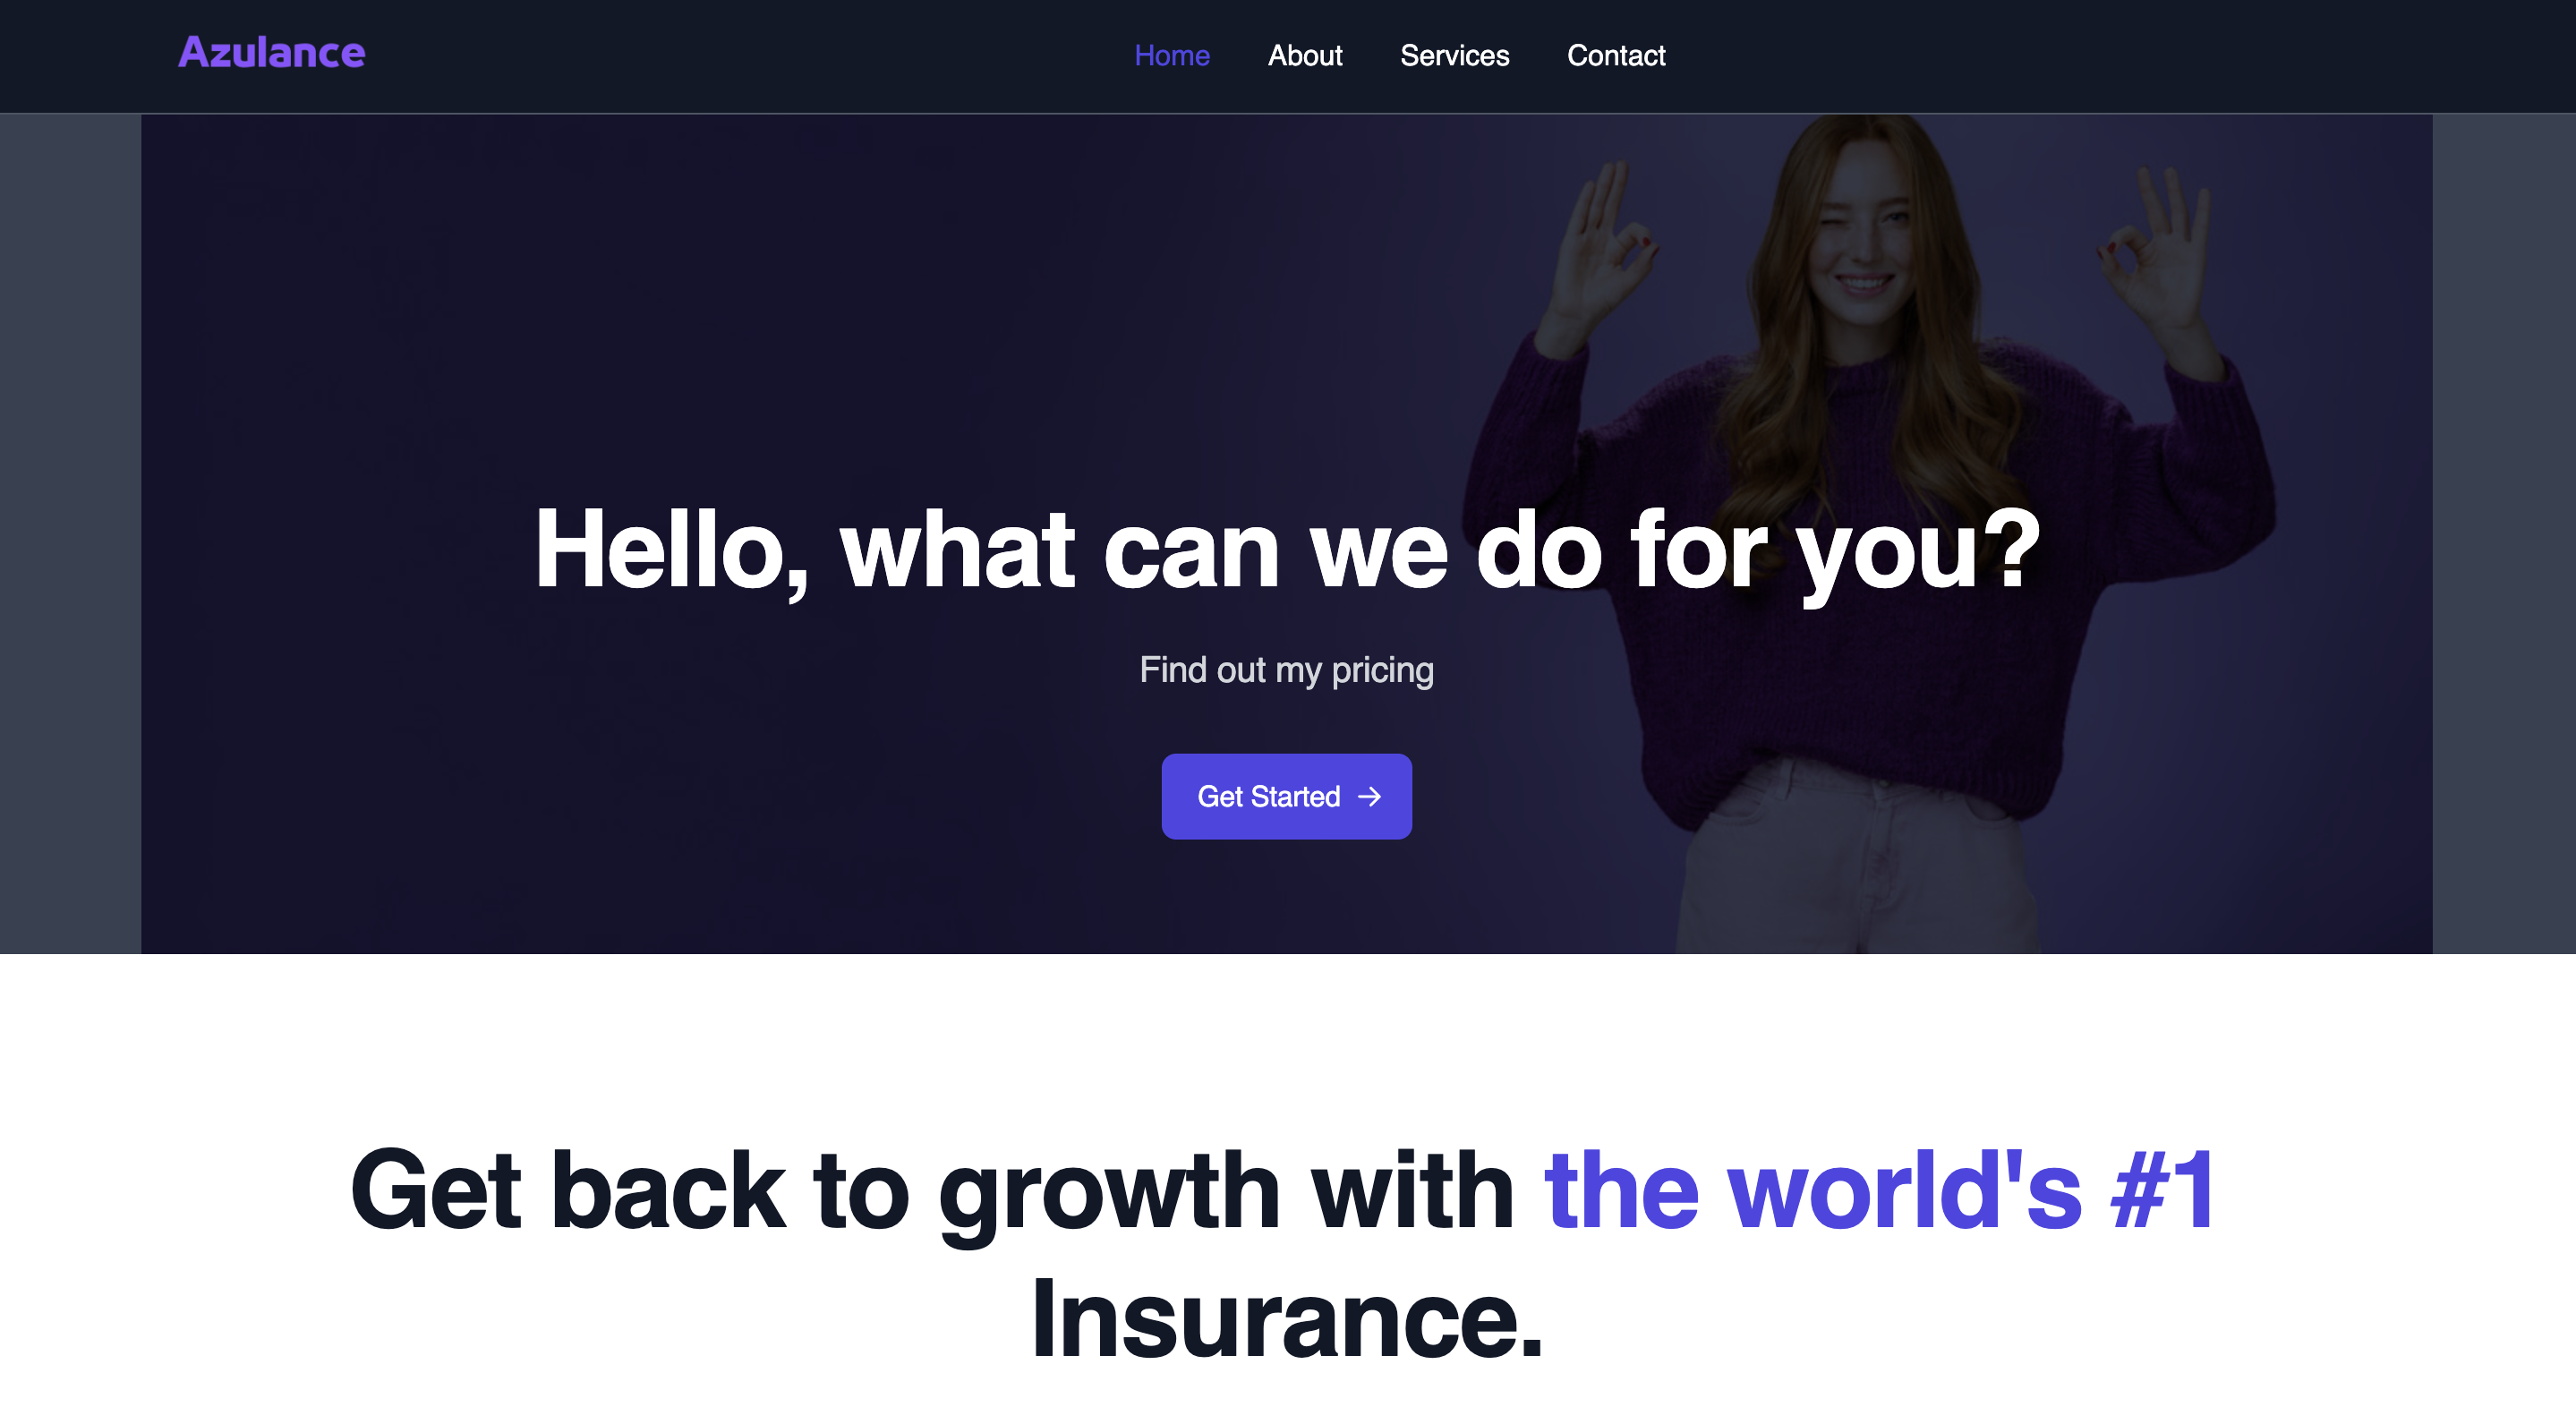 Azulance
Home About Services Contact
Hello, what can we do for you?
Find out my pricing
Get Started →
Get back to growth with the world's #1
Insurance.